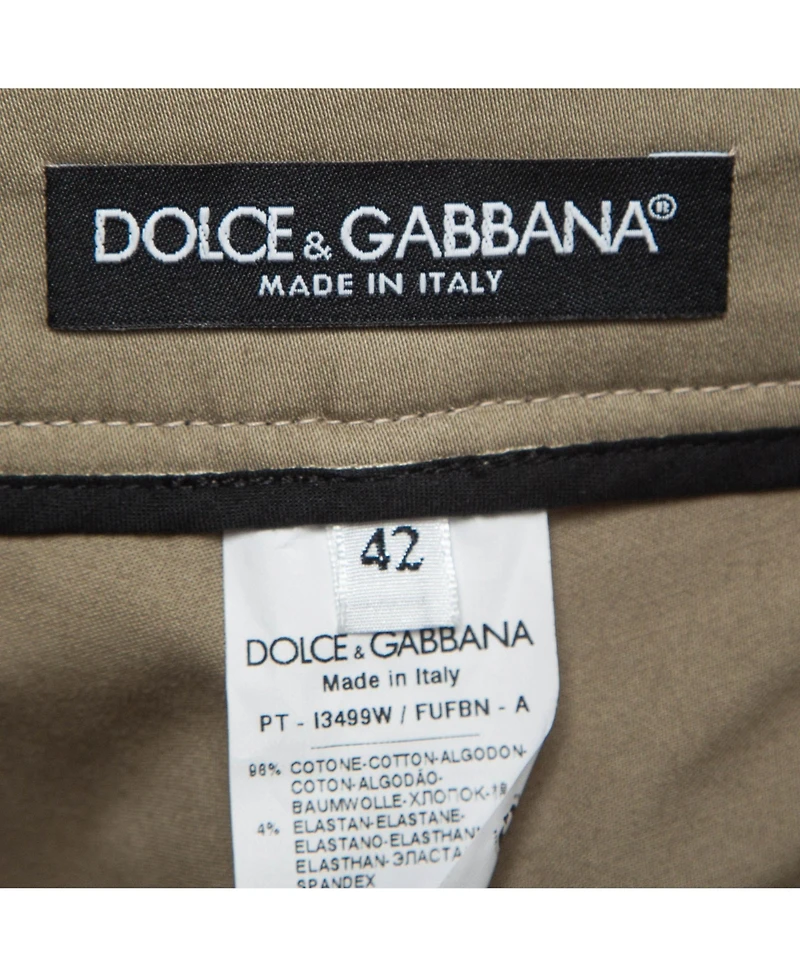 DOLCE & GABBANA®
MADE IN ITALY
42
DOLCE & GABBANA
Made in Italy
PT - I3499W / FUFBN - A
96% COTONE-COTTON-ALGODON-
COTON-ALGODÃO-
BAUMWOLLE-ХЛОПОК-
4% ELASTAN-ELASTANE-
ELASTANO-ELASTHAN
ELASTHAN-ЭЛАСТА
SPANDEX